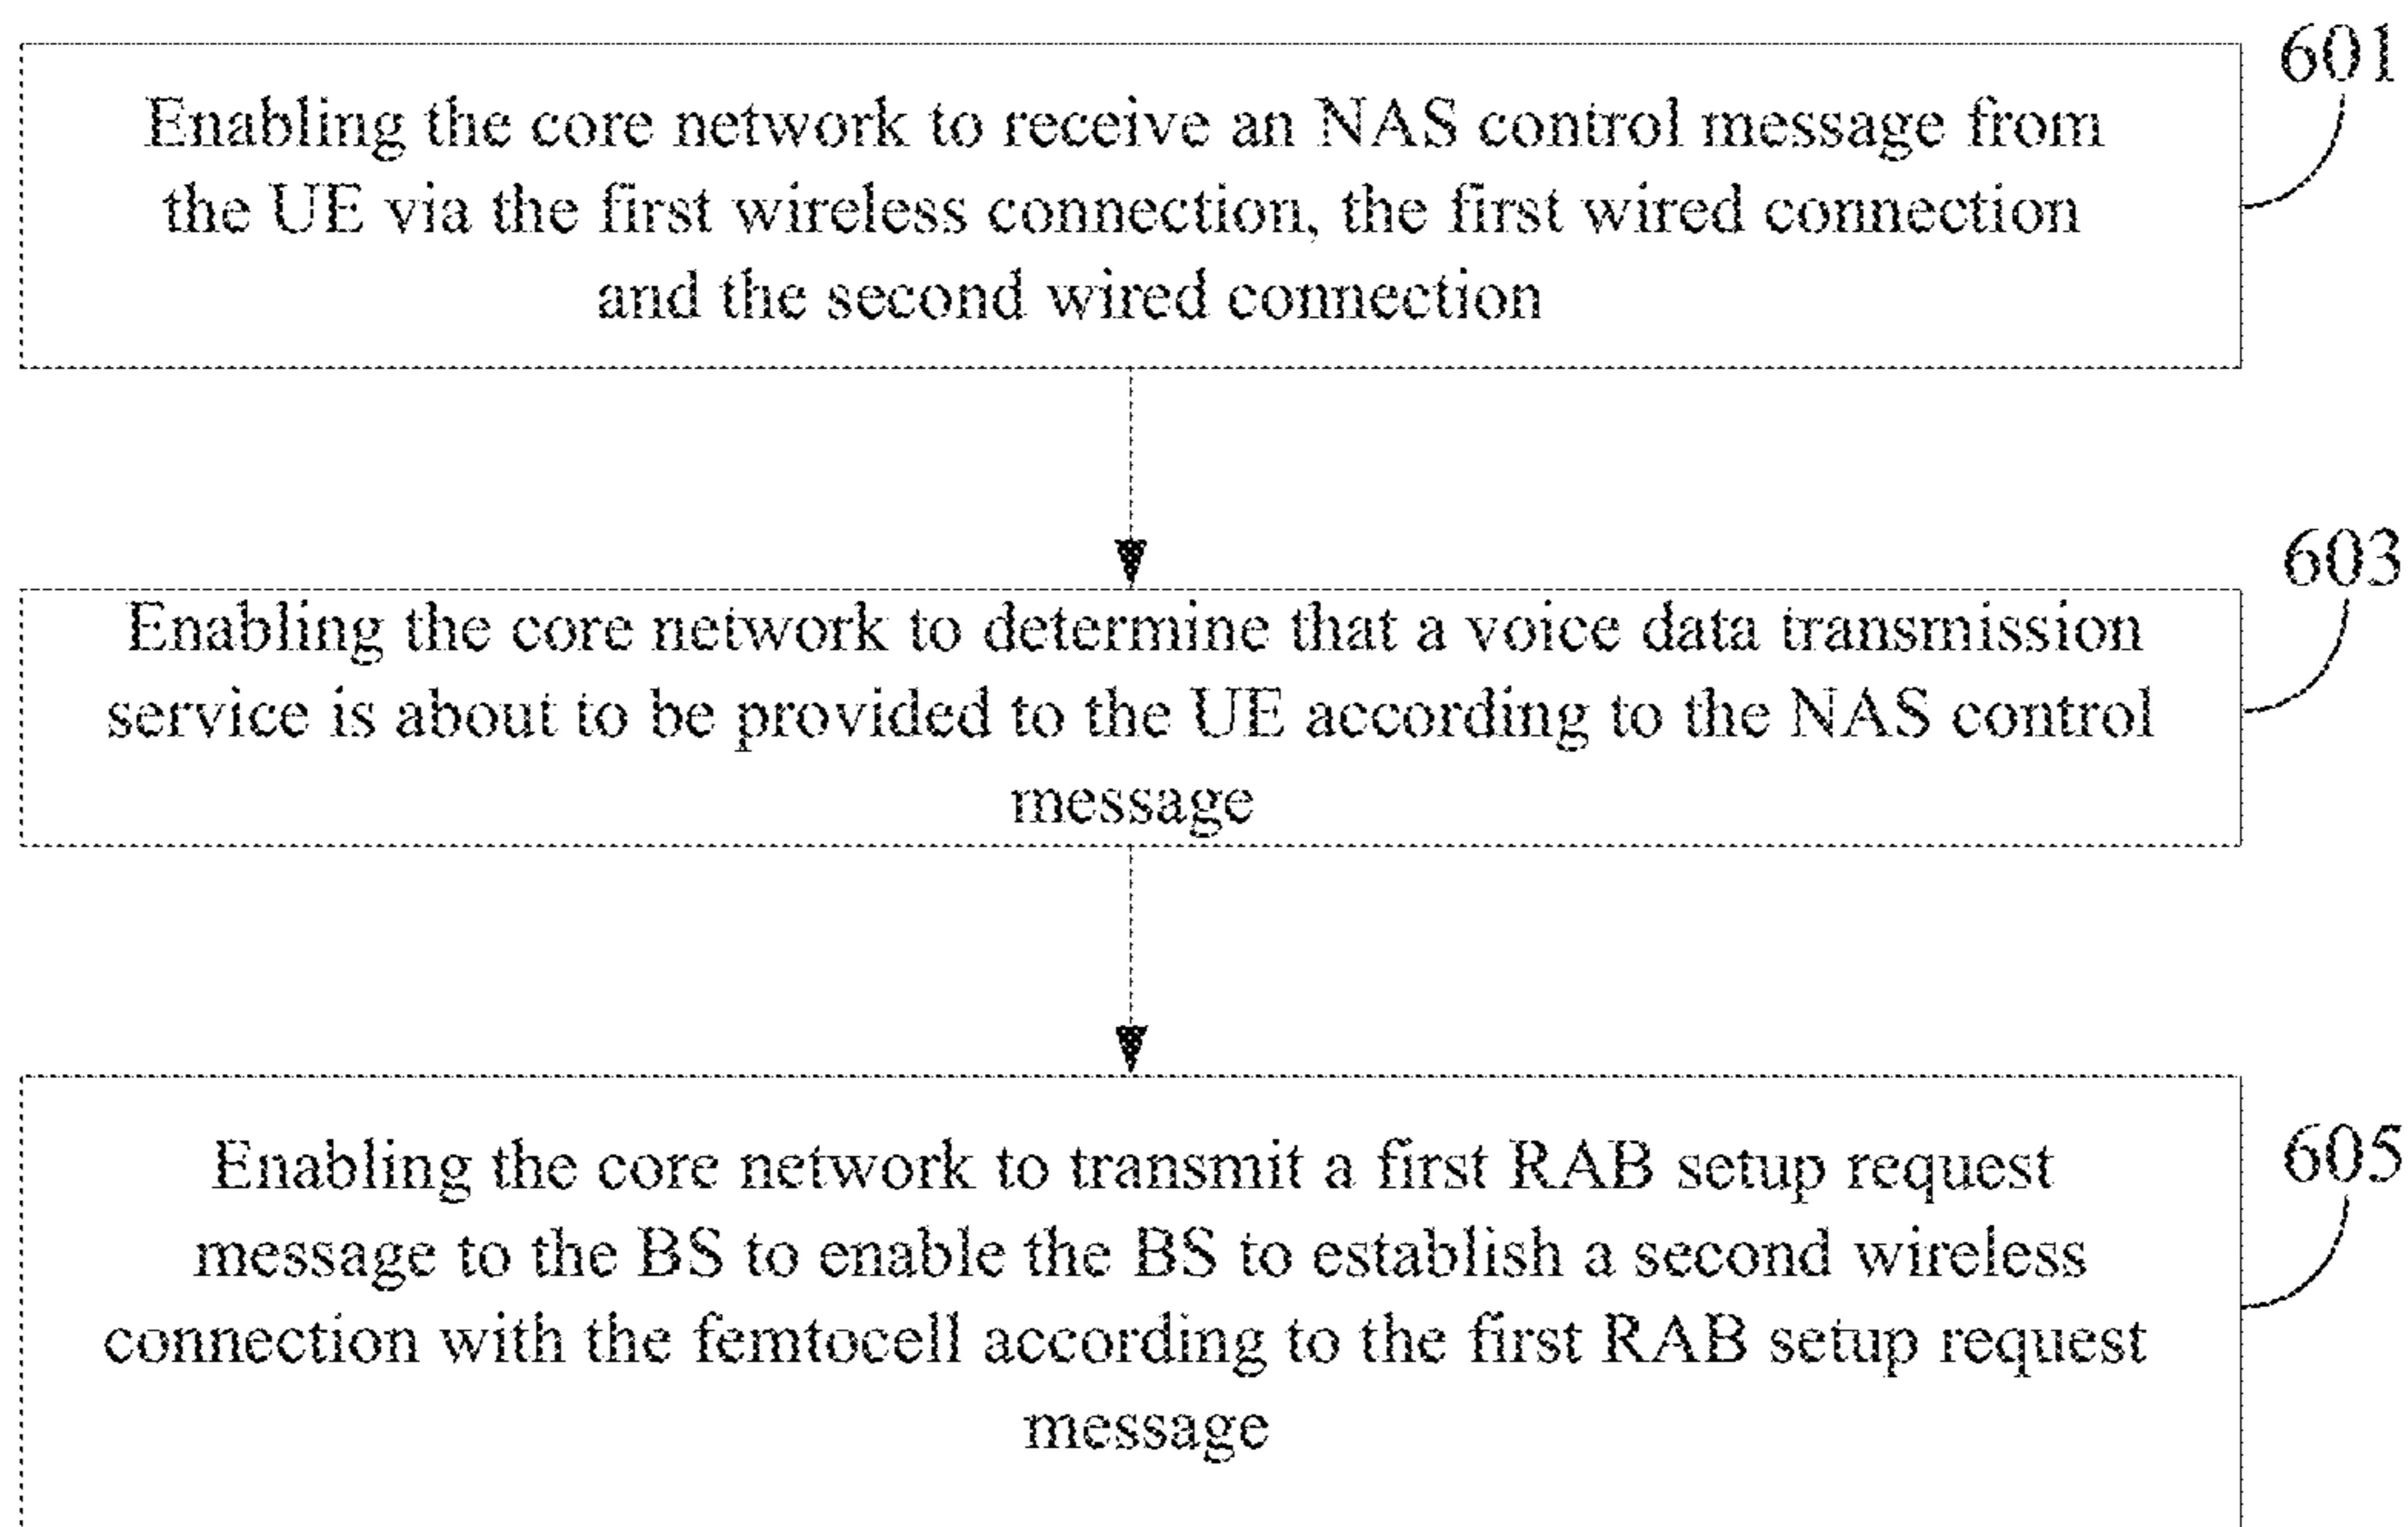 601
Enabling the core network to receive an NAS control message from
the UE via the first wireless connection, the first wired connection
and the second wired connection
603
Enabling the core network to determine that a voice data transmission
service is about to be provided to the UE according to the NAS control
message
605
Enabling the core network to transmit a first RAB setup request
message to the BS to enable the BS to establish a second wireless
connection with the femtocell according to the first RAB setup request
message